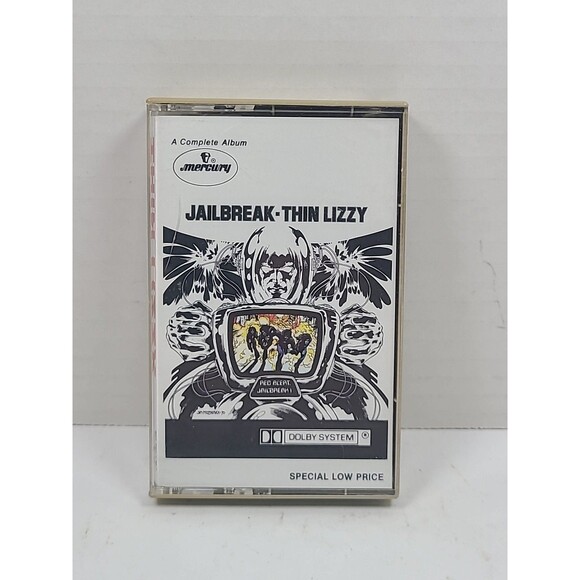 A Complete Album
mercury ®
JAILBREAK • THIN LIZZY
RED ALERT.
JAILBREAK!
DOLBY SYSTEM ®
SPECIAL LOW PRICE